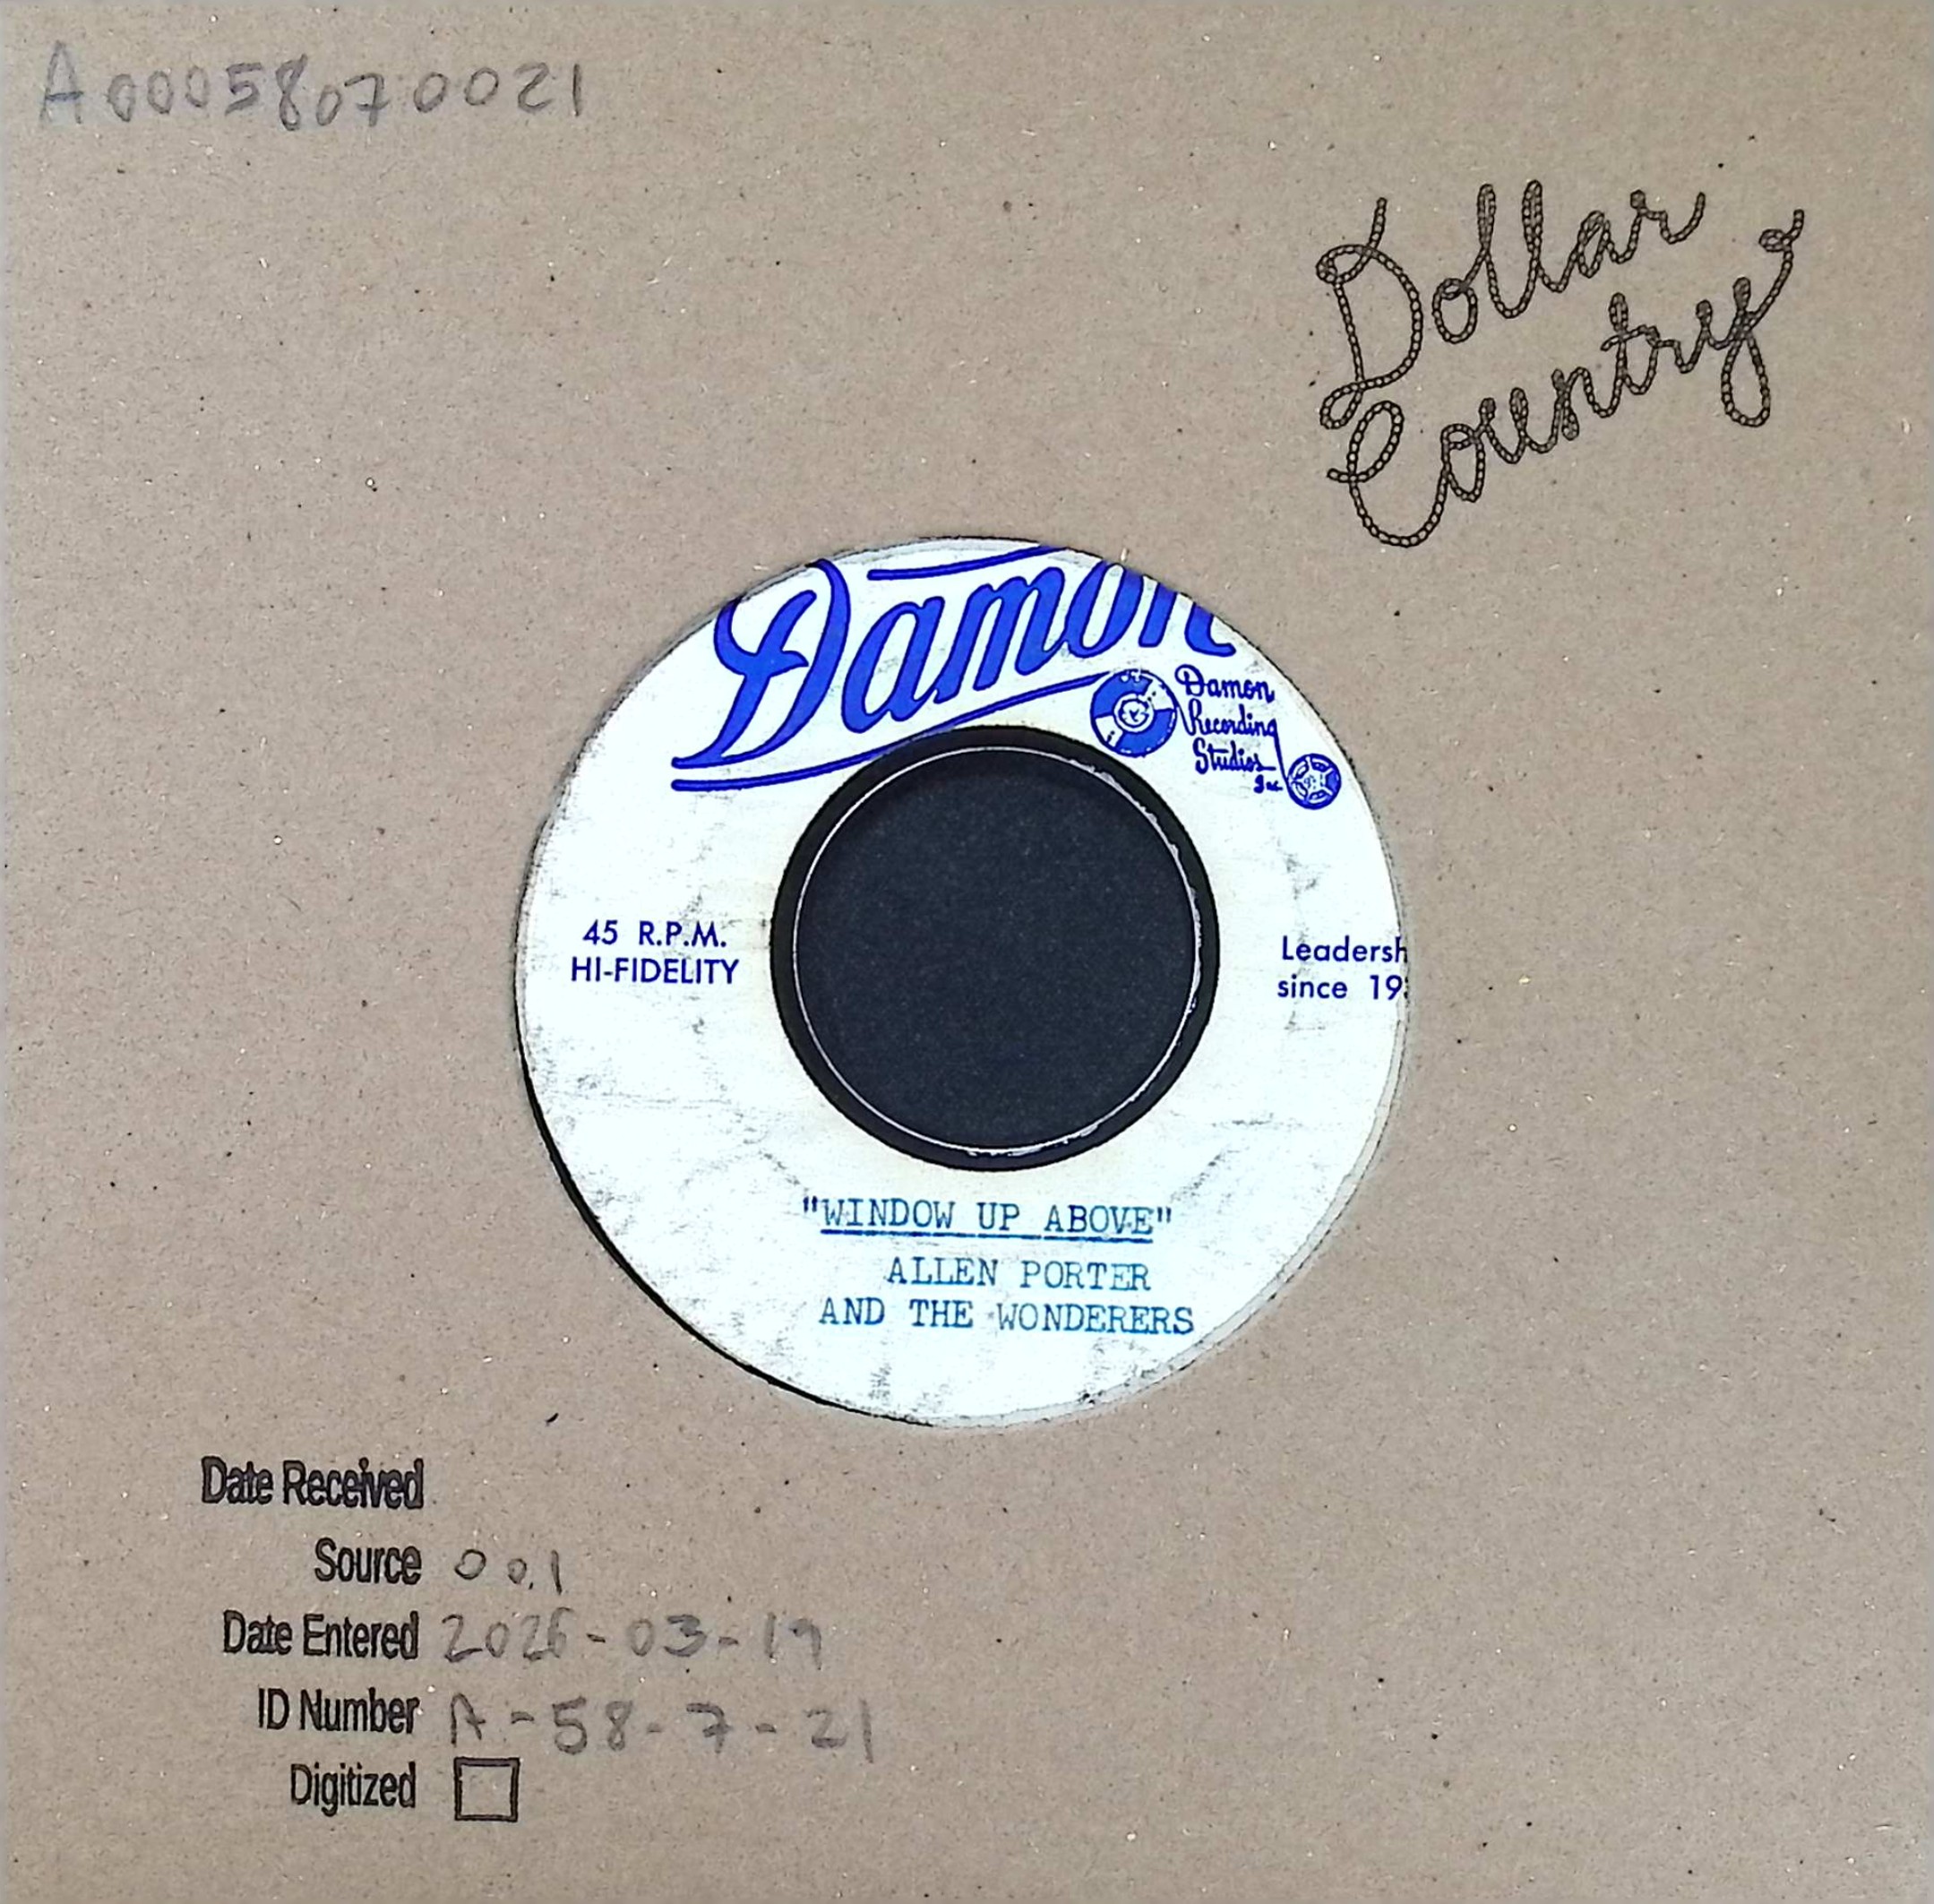 A00058070021
Dollar
Country
Damon
Damon
Recording
Studios
Inc.
45 R.P.M.
HI-FIDELITY
Leadersh
since 19
"WINDOW UP ABOVE"
ALLEN PORTER
AND THE WONDERERS
Date Received
Source 001
Date Entered 2026-03-19
ID Number A-58-7-21
Digitized